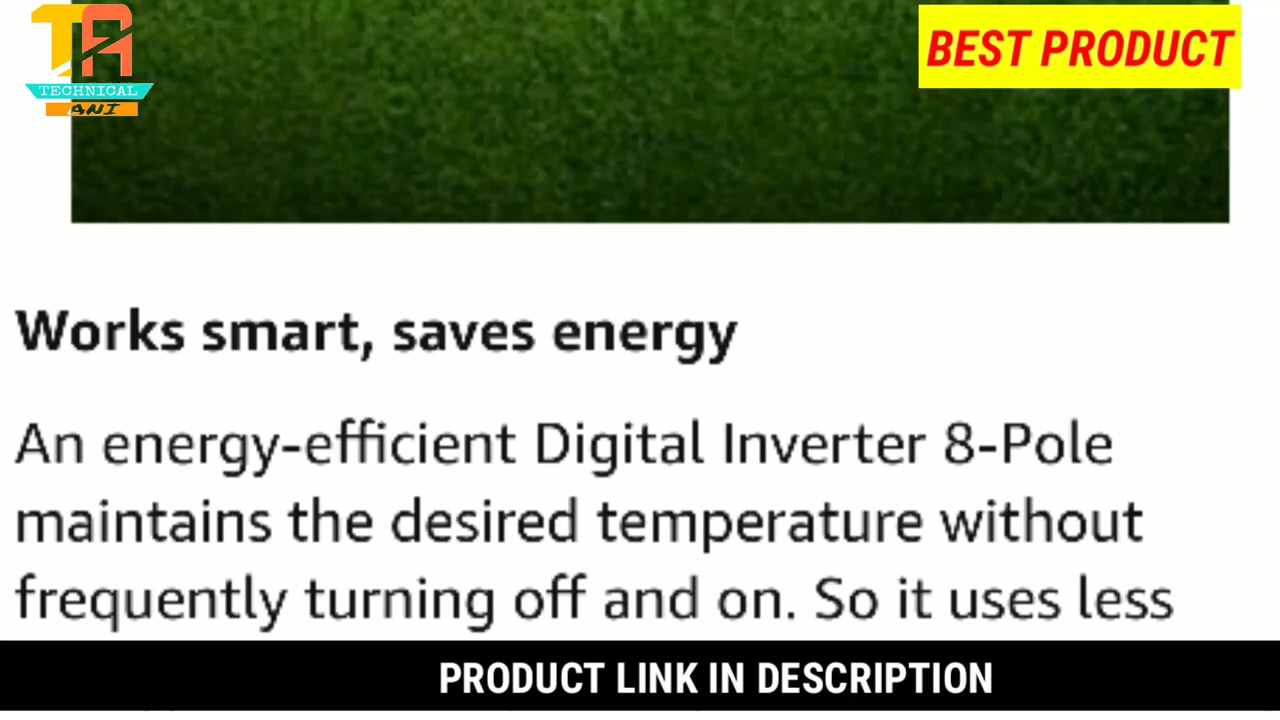 TA
TECHNICAL
ANI
BEST PRODUCT
Works smart, saves energy
An energy-efficient Digital Inverter 8-Pole
maintains the desired temperature without
frequently turning off and on. So it uses less
PRODUCT LINK IN DESCRIPTION